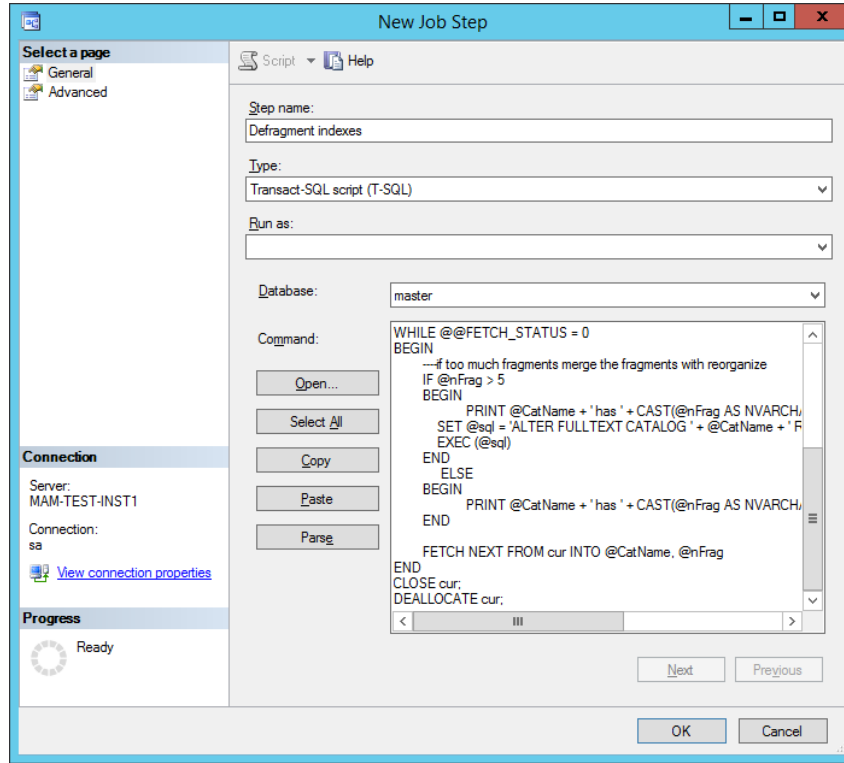 New Job Step
Select a page
General
Advanced
Script
Help
Step name:
Defragment indexes
Type:
Transact-SQL script (T-SQL)
Run as:
Database:
master
Command:
WHILE @@FETCH_STATUS = 0
BEGIN
----if too much fragments merge the fragments with reorganize
IF @nFrag > 5
BEGIN
PRINT @CatName + ' has ' + CAST(@nFrag AS NVARCHA
SET @sql = 'ALTER FULLTEXT CATALOG ' + @CatName + ' R
EXEC (@sql)
END
ELSE
BEGIN
PRINT @CatName + ' has ' + CAST(@nFrag AS NVARCHA
END
FETCH NEXT FROM cur INTO @CatName, @nFrag
END
CLOSE cur;
DEALLOCATE cur;
Open...
Select All
Copy
Paste
Parse
Connection
Server:
MAM-TEST-INST1
Connection:
sa
View connection properties
Progress
Ready
Next
Previous
OK
Cancel